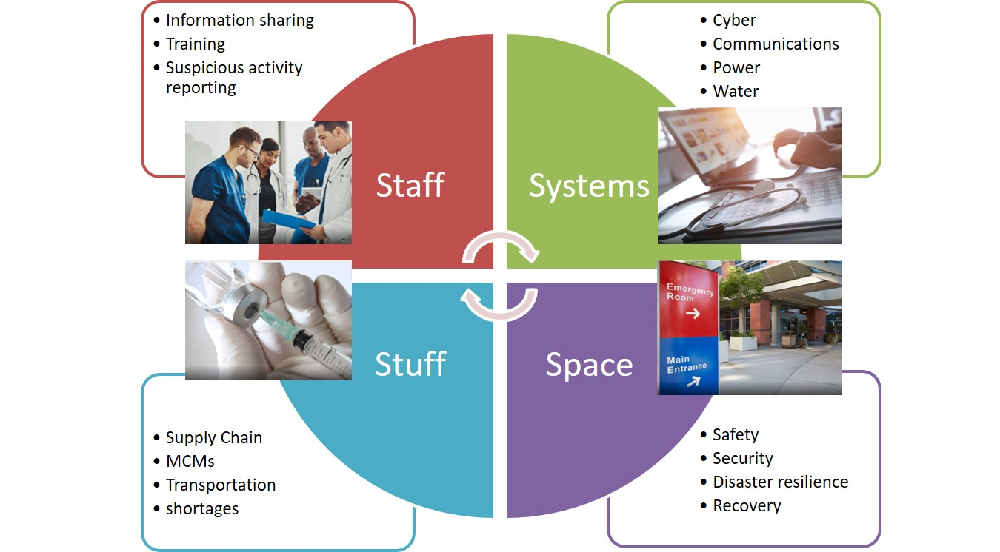 • Information sharing
• Training
• Suspicious activity
reporting
• Cyber
• Communications
• Power
• Water
Staff
Systems
Emergency
Room
Main
Entrance
Stuff
Space
• Supply Chain
• MCMs
• Transportation
• shortages
• Safety
• Security
• Disaster resilience
• Recovery